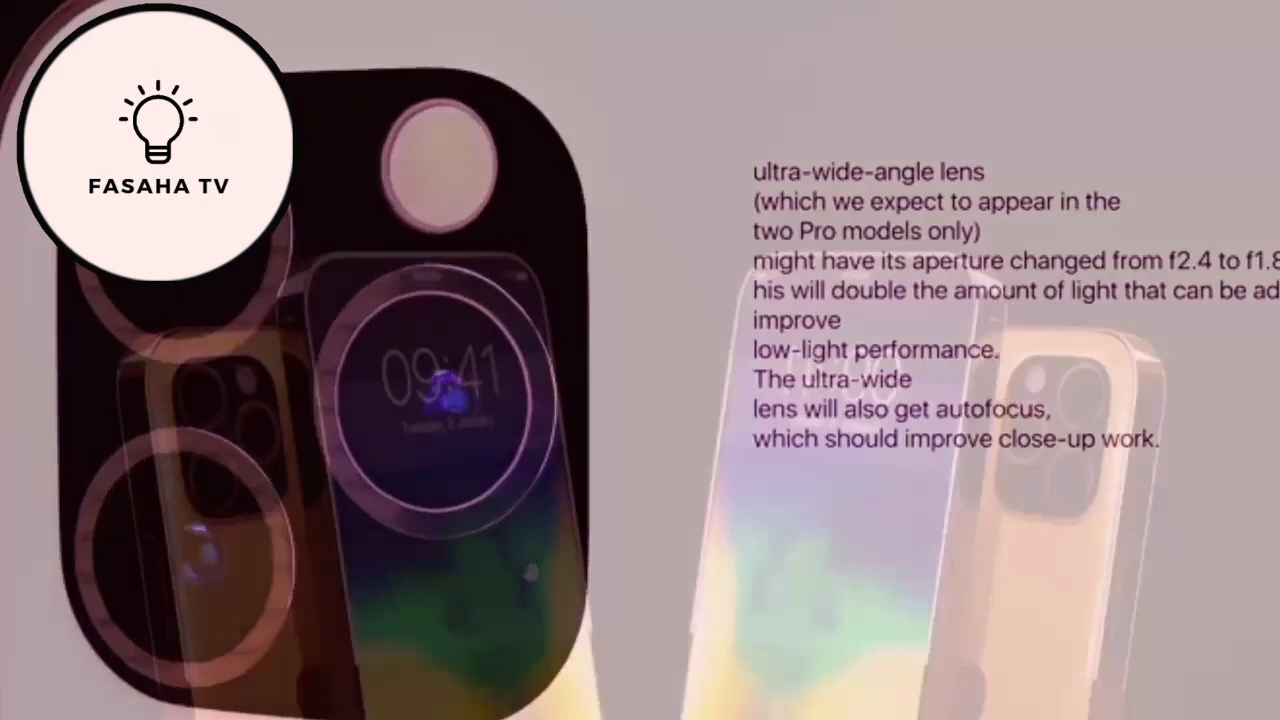 FASAHA TV
ultra-wide-angle lens
(which we expect to appear in the
two Pro models only)
might have its aperture changed from f2.4 to f1.8
his will double the amount of light that can be ad
improve
low-light performance.
The ultra-wide
lens will also get autofocus,
which should improve close-up work.
09:41